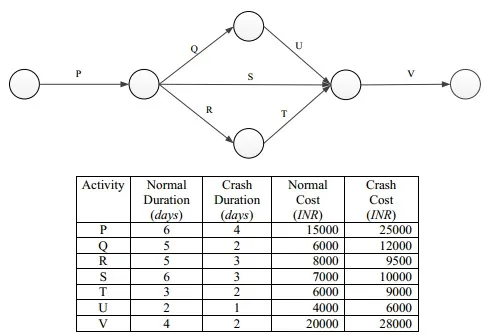 Q
U
P
S
V
R
T
Activity Normal Duration (days) Crash Duration (days) Normal Cost (INR) Crash Cost (INR)
P 6 4 15000 25000
Q 5 2 6000 12000
R 5 3 8000 9500
S 6 3 7000 10000
T 3 2 6000 9000
U 2 1 4000 6000
V 4 2 20000 28000